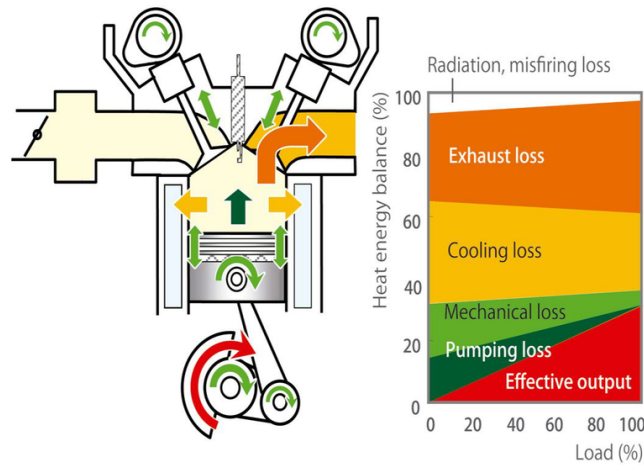 Radiation, misfiring loss
Heat energy balance (%)
100
80
60
40
20
0
Exhaust loss
Cooling loss
Mechanical loss
Pumping loss
Effective output
0 20 40 60 80 100
Load (%)